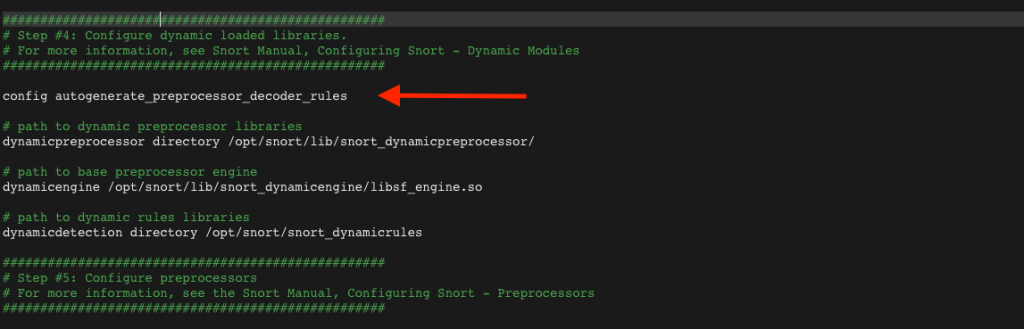 ###################################################
# Step #4: Configure dynamic loaded libraries.
# For more information, see Snort Manual, Configuring Snort - Dynamic Modules
###################################################
config autogenerate_preprocessor_decoder_rules
# path to dynamic preprocessor libraries
dynamicpreprocessor directory /opt/snort/lib/snort_dynamicpreprocessor/
# path to base preprocessor engine
dynamicengine /opt/snort/lib/snort_dynamicengine/libsf_engine.so
# path to dynamic rules libraries
dynamicdetection directory /opt/snort/snort_dynamicrules
###################################################
# Step #5: Configure preprocessors
# For more information, see the Snort Manual, Configuring Snort - Preprocessors
###################################################